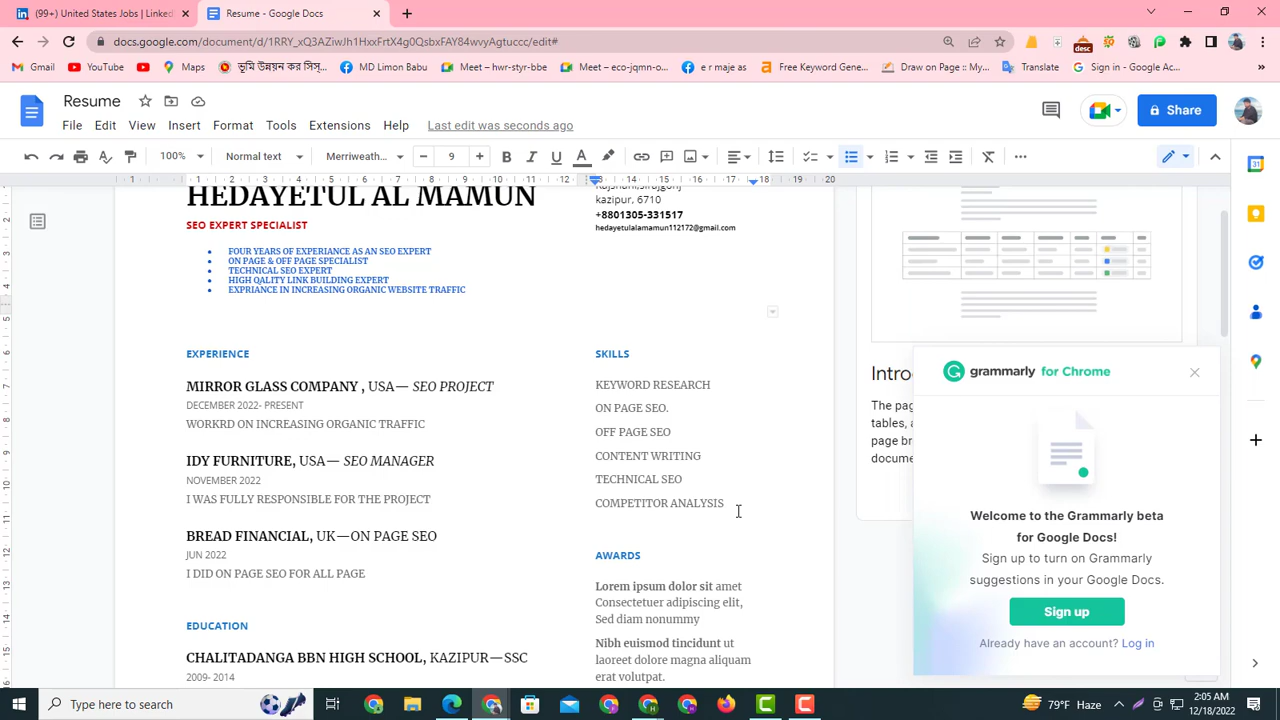 (99+) United States Jobs | Linked
Resume - Google Docs
docs.google.com/document/d/1RRY_xQ3AZiwJ1HxxFrtX4g0QsxoxFAY84wvyAgtuccc/edit#
Gmail
YouTube
Maps
ভূমি উন্নয়ন কর সিস্...
MD Limon Babu
Meet – hwr-styr-bbe
Meet – eco-jqmn-...
e r maje as
Free Keyword Gene...
Draw on Page :: My...
Translate
Sign in - Google Ac...
Resume
File Edit View Insert Format Tools Extensions Help Last edit was seconds ago
Share
100% Normal text Merriweath... 9
HEDAYETUL AL MAMUN
SEO EXPERT SPECIALIST
FOUR YEARS OF EXPERIANCE AS AN SEO EXPERT
ON PAGE & OFF PAGE SPECIALIST
TECHNICAL SEO EXPERT
HIGH QALITY LINK BUILDING EXPERT
EXPRIANCE IN INCREASING ORGANIC WEBSITE TRAFFIC
kazipur, 6710
+8801305-331517
hedayetulalamamun112172@gmail.com
EXPERIENCE
MIRROR GLASS COMPANY , USA— SEO PROJECT
DECEMBER 2022- PRESENT
WORKRD ON INCREASING ORGANIC TRAFFIC
IDY FURNITURE, USA— SEO MANAGER
NOVEMBER 2022
I WAS FULLY RESPONSIBLE FOR THE PROJECT
BREAD FINANCIAL, UK—ON PAGE SEO
JUN 2022
I DID ON PAGE SEO FOR ALL PAGE
EDUCATION
CHALITADANGA BBN HIGH SCHOOL, KAZIPUR—SSC
2009- 2014
SKILLS
KEYWORD RESEARCH
ON PAGE SEO.
OFF PAGE SEO
CONTENT WRITING
TECHNICAL SEO
COMPETITOR ANALYSIS
AWARDS
Lorem ipsum dolor sit amet
Consectetuer adipiscing elit,
Sed diam nonummy
Nibh euismod tincidunt ut
laoreet dolore magna aliquam
erat volutpat.
Intro
The pag
tables, a
page br
docume
grammarly for Chrome
Welcome to the Grammarly beta
for Google Docs!
Sign up to turn on Grammarly
suggestions in your Google Docs.
Sign up
Already have an account? Log in
Type here to search
Haze
2:05 AM
12/18/2022